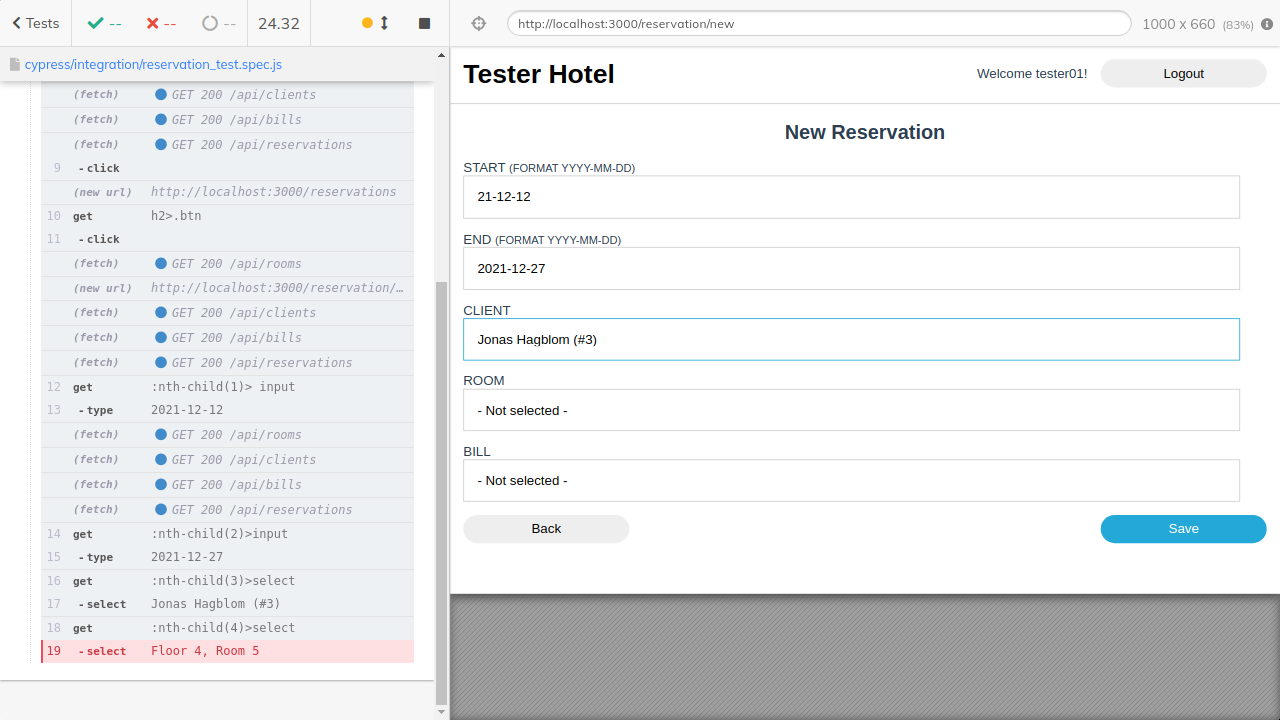 Tests
--
--
--
24.32
cypress/integration/reservation_test.spec.js
(fetch) GET 200 /api/clients
(fetch) GET 200 /api/bills
(fetch) GET 200 /api/reservations
9 -click
(new url) http://localhost:3000/reservations
10 get h2>.btn
11 -click
(fetch) GET 200 /api/rooms
(new url) http://localhost:3000/reservation/…
(fetch) GET 200 /api/clients
(fetch) GET 200 /api/bills
(fetch) GET 200 /api/reservations
12 get :nth-child(1)> input
13 -type 2021-12-12
(fetch) GET 200 /api/rooms
(fetch) GET 200 /api/clients
(fetch) GET 200 /api/bills
(fetch) GET 200 /api/reservations
14 get :nth-child(2)>input
15 -type 2021-12-27
16 get :nth-child(3)>select
17 -select Jonas Hagblom (#3)
18 get :nth-child(4)>select
19 -select Floor 4, Room 5
http://localhost:3000/reservation/new
1000 x 660 (83%)
Tester Hotel
Welcome tester01!
Logout
New Reservation
START (FORMAT YYYY-MM-DD)
21-12-12
END (FORMAT YYYY-MM-DD)
2021-12-27
CLIENT
Jonas Hagblom (#3)
ROOM
- Not selected -
BILL
- Not selected -
Back
Save